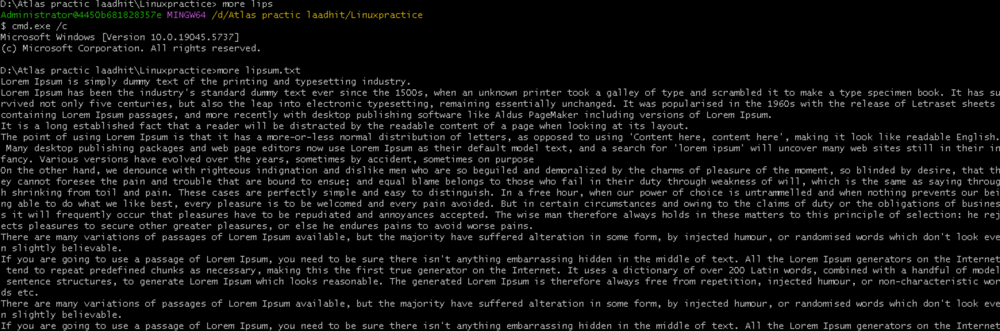 D:\Atlas practic laadhit\Linuxpractice> more lips
Administrator@4450b681828357e MINGW64 /d/Atlas practic laadhit/Linuxpractice
$ cmd.exe /c
Microsoft Windows [Version 10.0.19045.5737]
(c) Microsoft Corporation. All rights reserved.
D:\Atlas practic laadhit\Linuxpractice>more lipsum.txt
Lorem Ipsum is simply dummy text of the printing and typesetting industry.
Lorem Ipsum has been the industry's standard dummy text ever since the 1500s, when an unknown printer took a galley of type and scrambled it to make a type specimen book. It has su
rvived not only five centuries, but also the leap into electronic typesetting, remaining essentially unchanged. It was popularised in the 1960s with the release of Letraset sheets
containing Lorem Ipsum passages, and more recently with desktop publishing software like Aldus PageMaker including versions of Lorem Ipsum.
It is a long established fact that a reader will be distracted by the readable content of a page when looking at its layout.
The point of using Lorem Ipsum is that it has a more-or-less normal distribution of letters, as opposed to using 'Content here, content here', making it look like readable English.
 Many desktop publishing packages and web page editors now use Lorem Ipsum as their default model text, and a search for 'lorem ipsum' will uncover many web sites still in their in
fancy. Various versions have evolved over the years, sometimes by accident, sometimes on purpose
On the other hand, we denounce with righteous indignation and dislike men who are so beguiled and demoralized by the charms of pleasure of the moment, so blinded by desire, that th
ey cannot foresee the pain and trouble that are bound to ensue; and equal blame belongs to those who fail in their duty through weakness of will, which is the same as saying throug
h shrinking from toil and pain. These cases are perfectly simple and easy to distinguish. In a free hour, when our power of choice is untrammelled and when nothing prevents our bei
ng able to do what we like best, every pleasure is to be welcomed and every pain avoided. But in certain circumstances and owing to the claims of duty or the obligations of busines
s it will frequently occur that pleasures have to be repudiated and annoyances accepted. The wise man therefore always holds in these matters to this principle of selection: he rej
ects pleasures to secure other greater pleasures, or else he endures pains to avoid worse pains.
There are many variations of passages of Lorem Ipsum available, but the majority have suffered alteration in some form, by injected humour, or randomised words which don't look eve
n slightly believable.
If you are going to use a passage of Lorem Ipsum, you need to be sure there isn't anything embarrassing hidden in the middle of text. All the Lorem Ipsum generators on the Internet
 tend to repeat predefined chunks as necessary, making this the first true generator on the Internet. It uses a dictionary of over 200 Latin words, combined with a handful of model
 sentence structures, to generate Lorem Ipsum which looks reasonable. The generated Lorem Ipsum is therefore always free from repetition, injected humour, or non-characteristic wor
ds etc.
There are many variations of passages of Lorem Ipsum available, but the majority have suffered alteration in some form, by injected humour, or randomised words which don't look eve
n slightly believable.
If you are going to use a passage of Lorem Ipsum, you need to be sure there isn't anything embarrassing hidden in the middle of text. All the Lorem Ipsum generators on the Internet